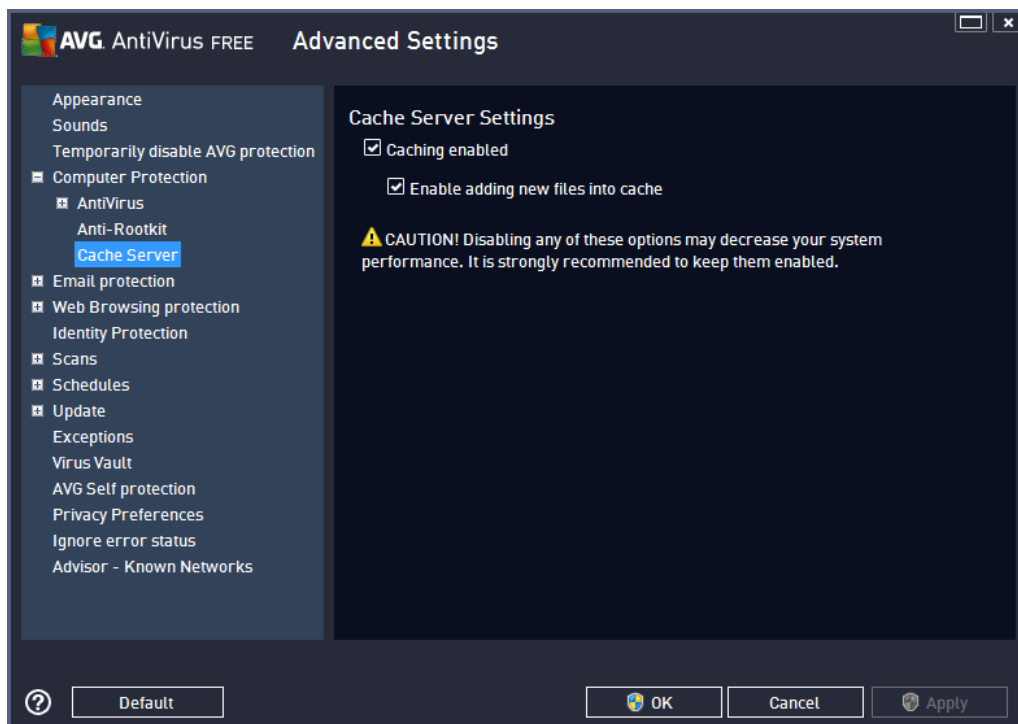 AVG. AntiVirus FREE Advanced Settings
Appearance
Sounds
Temporarily disable AVG protection
Computer Protection
AntiVirus
Anti-Rootkit
Cache Server
Email protection
Web Browsing protection
Identity Protection
Scans
Schedules
Update
Exceptions
Virus Vault
AVG Self protection
Privacy Preferences
Ignore error status
Advisor - Known Networks
Cache Server Settings
Caching enabled
Enable adding new files into cache
CAUTION! Disabling any of these options may decrease your system
performance. It is strongly recommended to keep them enabled.
Default
OK
Cancel
Apply